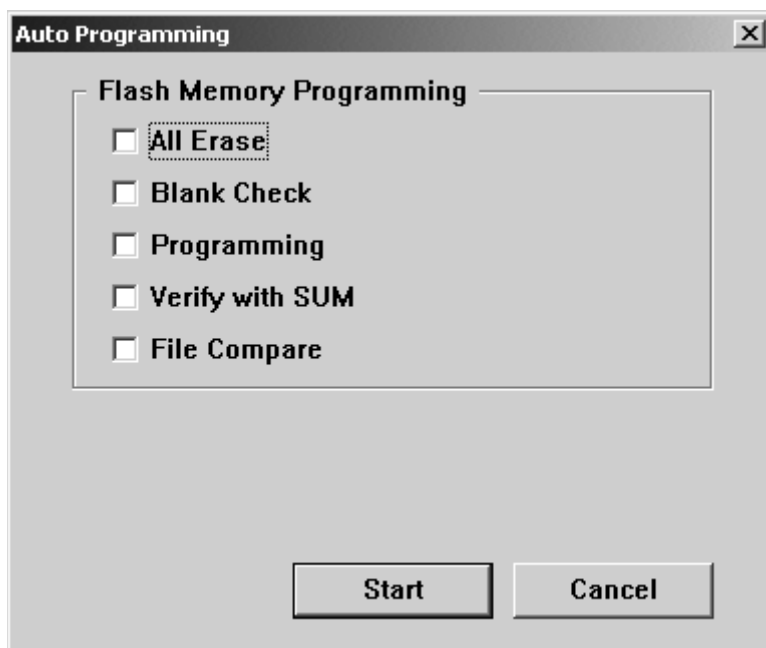 Auto Programming
Flash Memory Programming
All Erase
Blank Check
Programming
Verify with SUM
File Compare
Start
Cancel